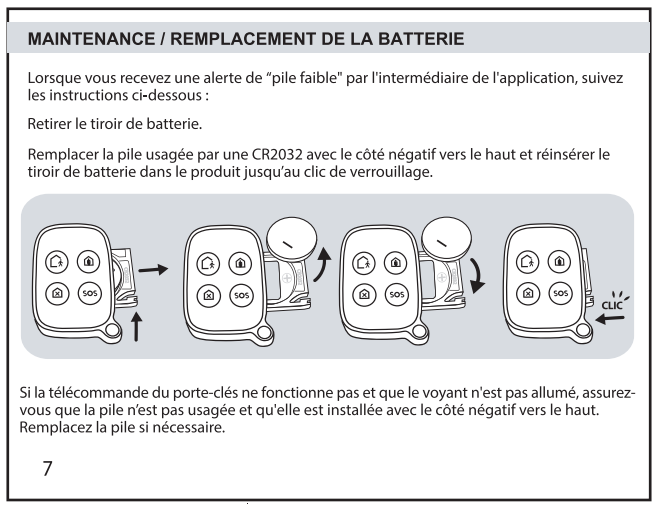 MAINTENANCE / REMPLACEMENT DE LA BATTERIE
Lorsque vous recevez une alerte de “pile faible" par l'intermédiaire de l'application, suivez
les instructions ci-dessous :
Retirer le tiroir de batterie.
Remplacer la pile usagée par une CR2032 avec le côté négatif vers le haut et réinsérer le
tiroir de batterie dans le produit jusqu’au clic de verrouillage.
SOS
SOS
SOS
SOS
CLIC
Si la télécommande du porte-clés ne fonctionne pas et que le voyant n'est pas allumé, assurez-
vous que la pile n’est pas usagée et qu'elle est installée avec le côté négatif vers le haut.
Remplacez la pile si nécessaire.
7